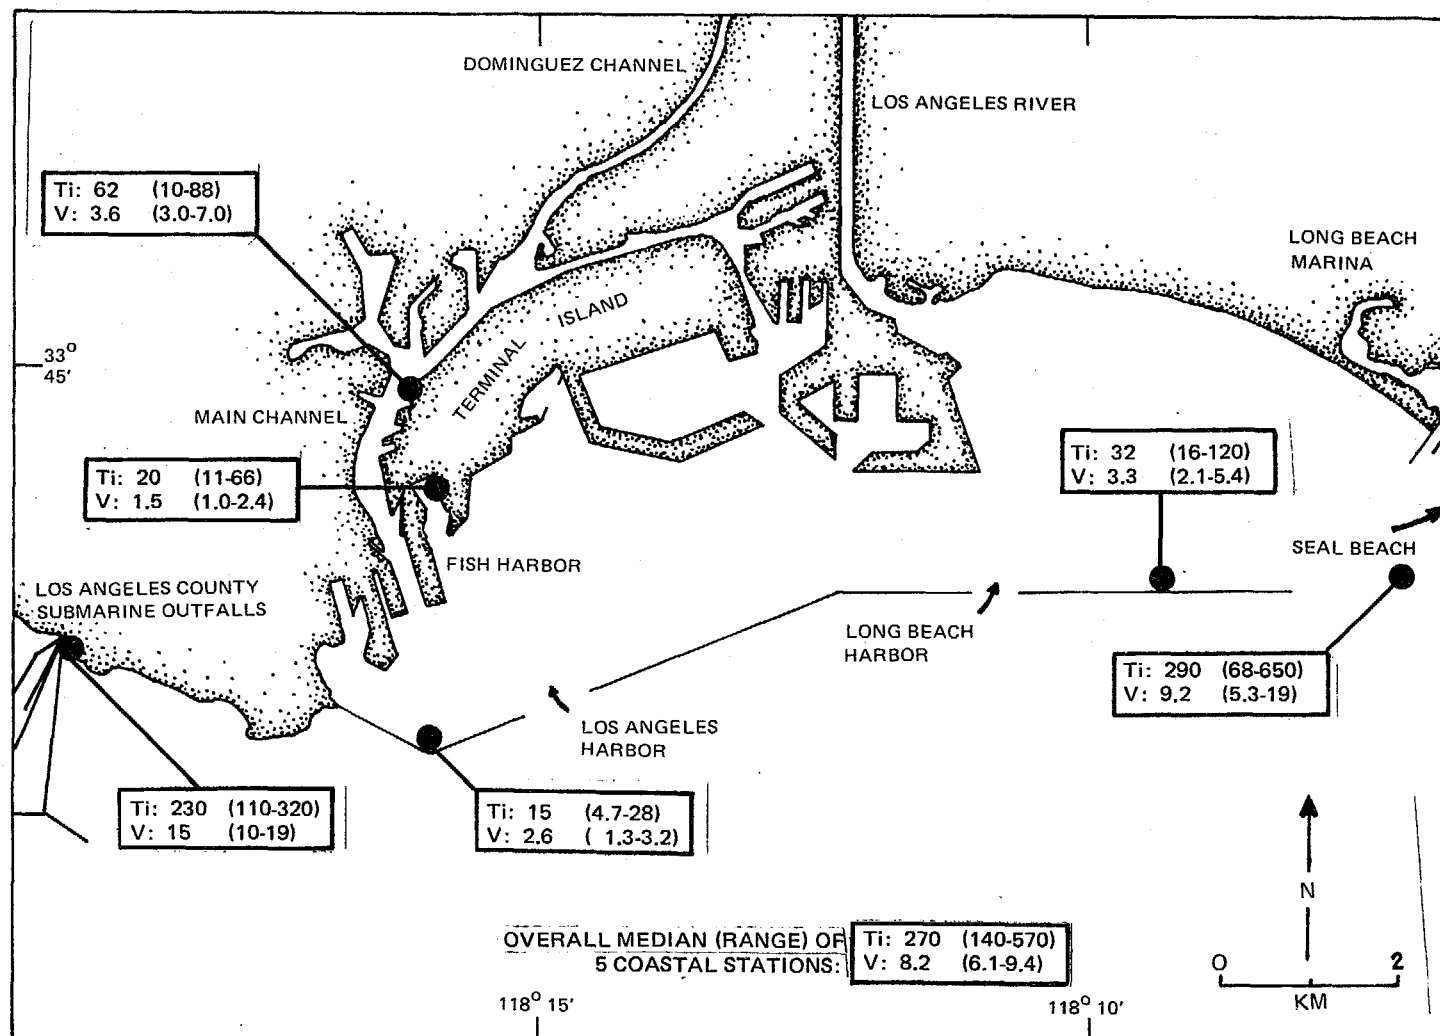 DOMINGUEZ CHANNEL
LOS ANGELES RIVER
Ti: 62 (10-88)
V: 3.6 (3.0-7.0)
LONG BEACH
MARINA
TERMINAL ISLAND
33° 45'
MAIN CHANNEL
Ti: 20 (11-66)
V: 1.5 (1.0-2.4)
Ti: 32 (16-120)
V: 3.3 (2.1-5.4)
SEAL BEACH
FISH HARBOR
LOS ANGELES COUNTY
SUBMARINE OUTFALLS
LONG BEACH
HARBOR
Ti: 290 (68-650)
V: 9.2 (5.3-19)
LOS ANGELES
HARBOR
Ti: 230 (110-320)
V: 15 (10-19)
Ti: 15 (4.7-28)
V: 2.6 ( 1.3-3.2)
N
OVERALL MEDIAN (RANGE) OF
5 COASTAL STATIONS:
Ti: 270 (140-570)
V: 8.2 (6.1-9.4)
0 2
KM
118° 15'
118° 10'